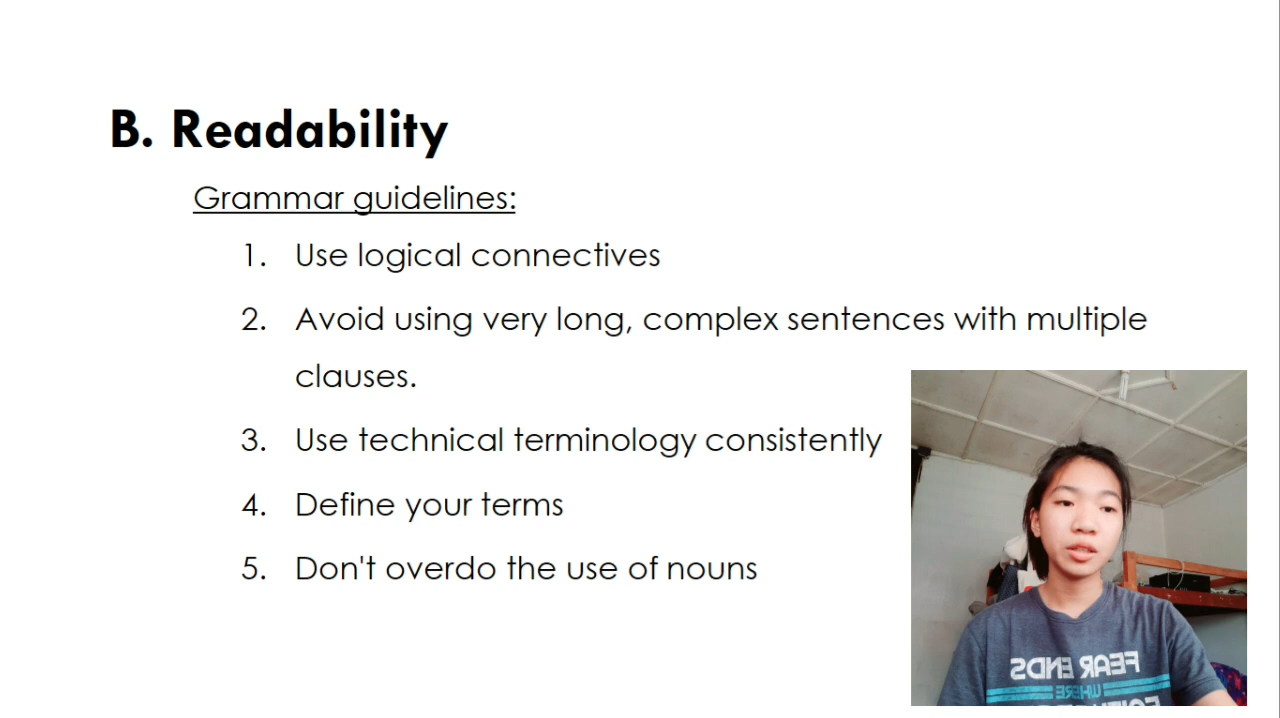 B. Readability
Grammar guidelines:
1. Use logical connectives
2. Avoid using very long, complex sentences with multiple
clauses.
3. Use technical terminology consistently
4. Define your terms
5. Don't overdo the use of nouns
FEAR ENDS
WHERE